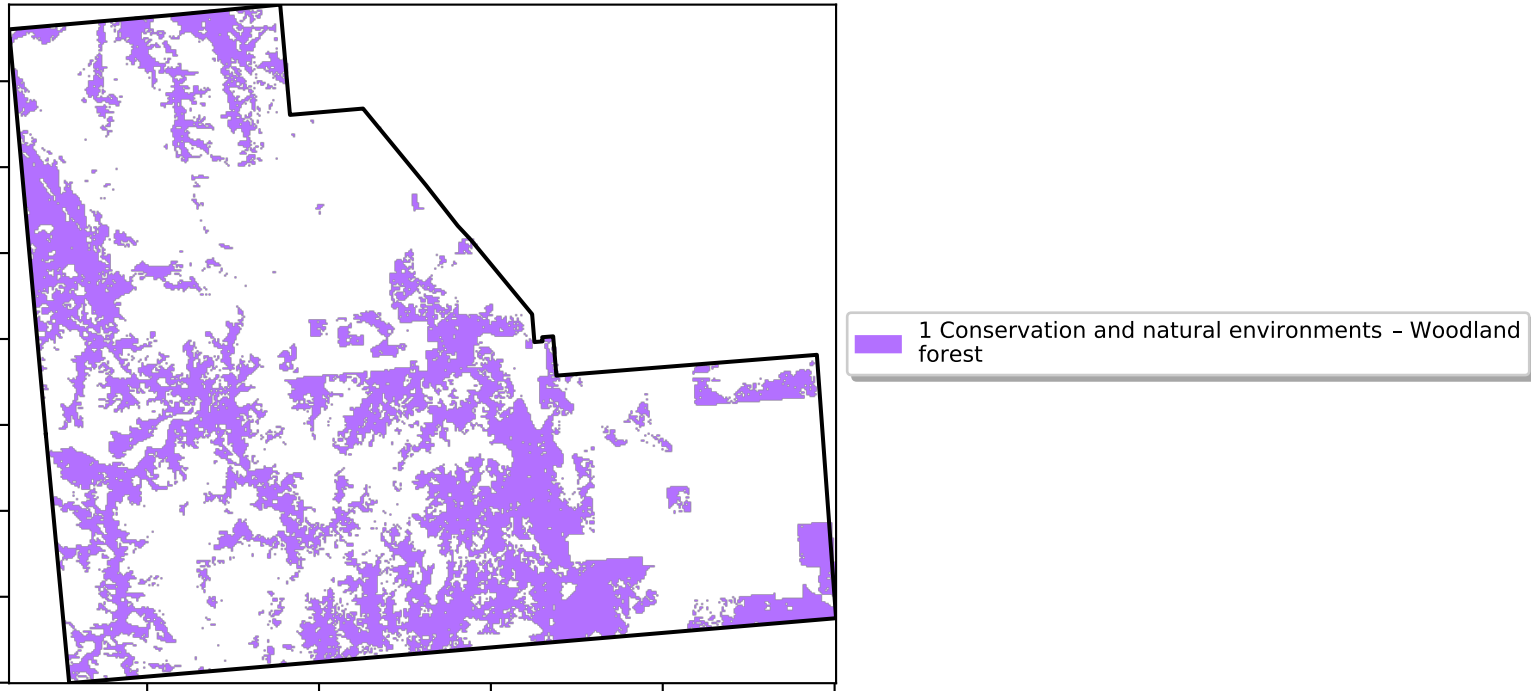 1 Conservation and natural environments – Woodland
forest